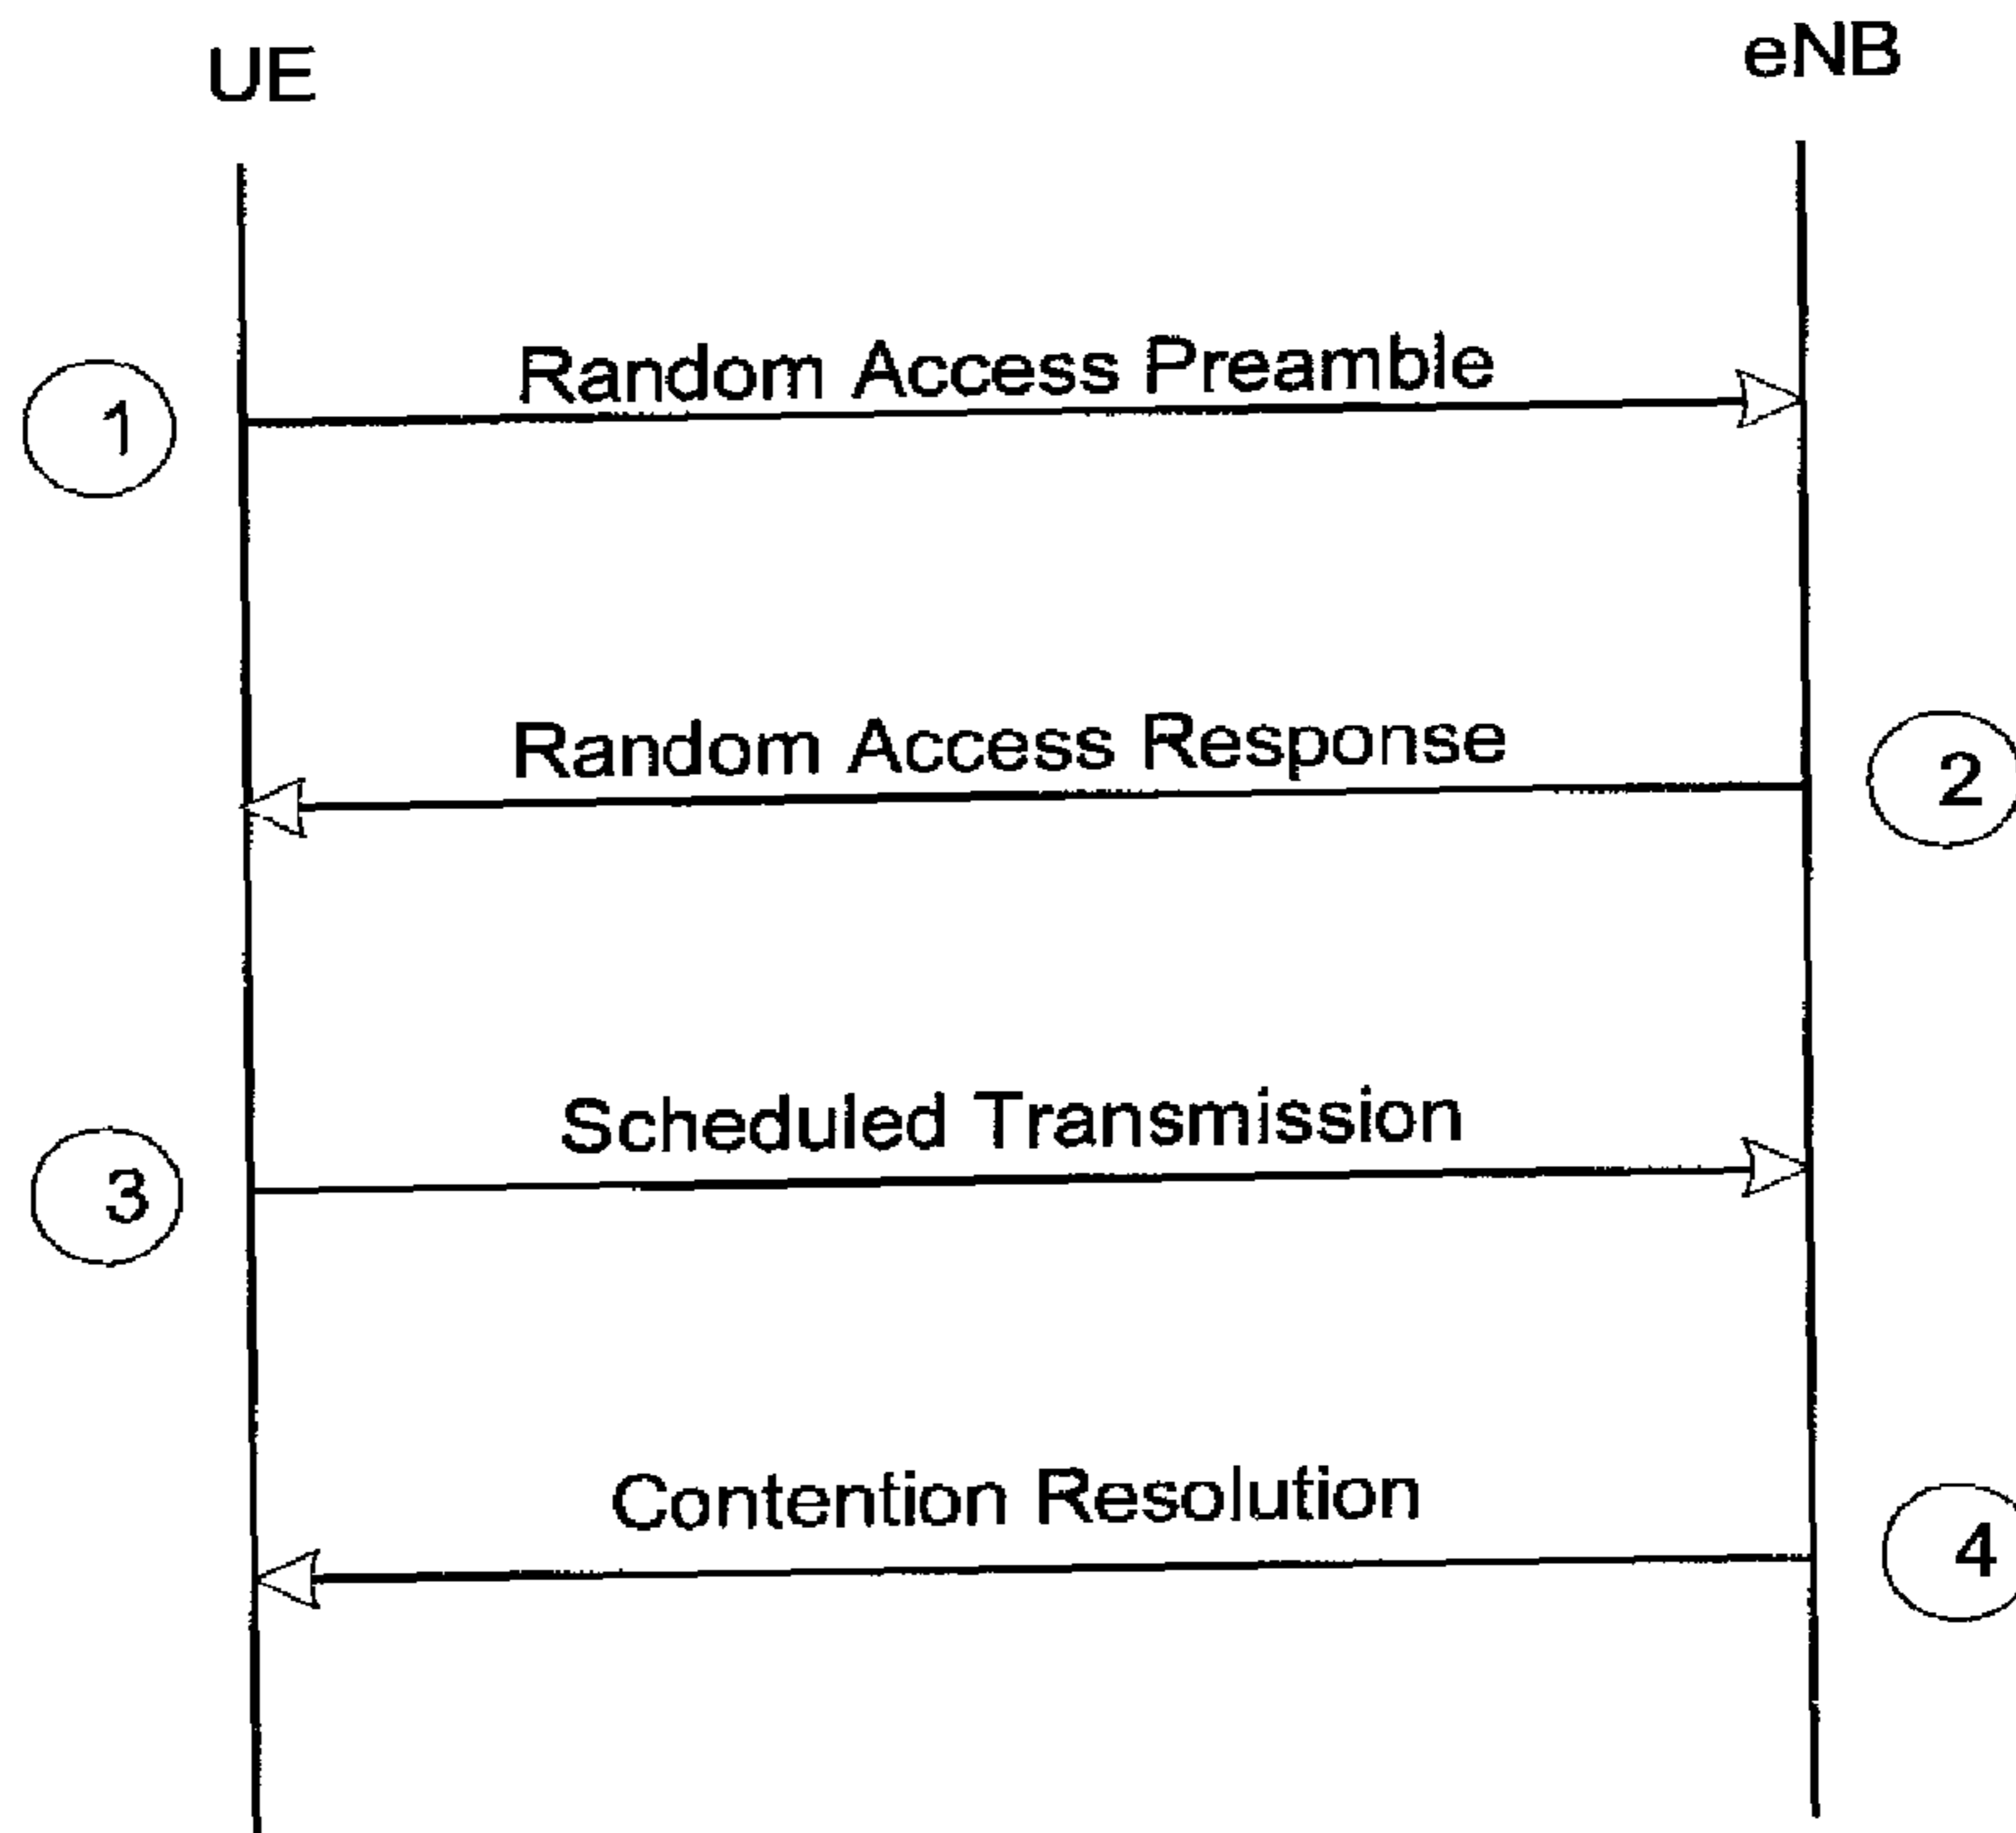 UE
eNB
Random Access Preamble
1
Random Access Response
2
Scheduled Transmission
3
Contention Resolution
4